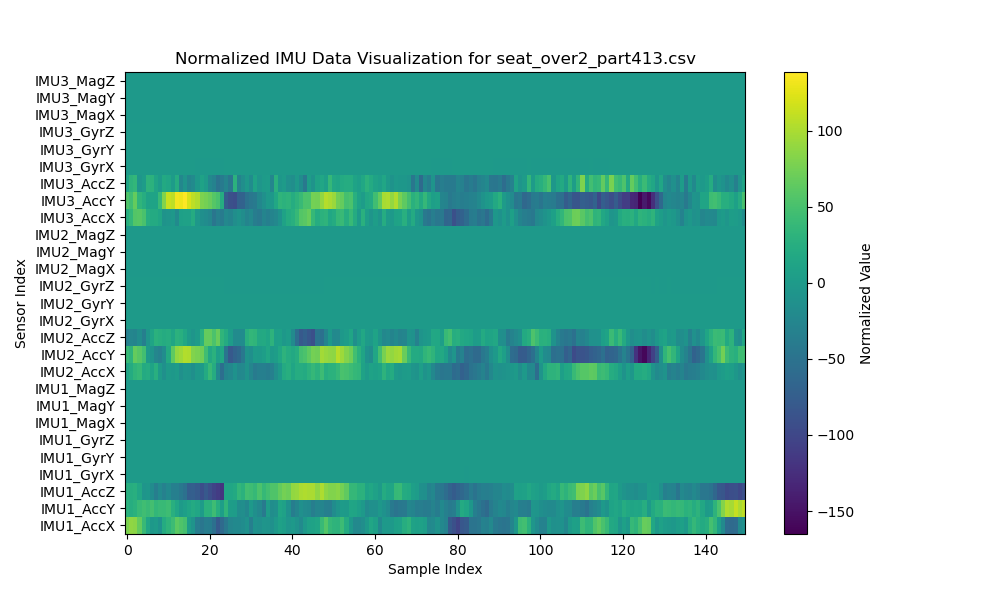 Normalized IMU Data Visualization for seat_over2_part413.csv
IMU3_MagZ
IMU3_MagY
IMU3_MagX
IMU3_GyrZ
IMU3_GyrY
IMU3_GyrX
IMU3_AccZ
IMU3_AccY
IMU3_AccX
IMU2_MagZ
IMU2_MagY
IMU2_MagX
IMU2_GyrZ
IMU2_GyrY
IMU2_GyrX
IMU2_AccZ
IMU2_AccY
IMU2_AccX
IMU1_MagZ
IMU1_MagY
IMU1_MagX
IMU1_GyrZ
IMU1_GyrY
IMU1_GyrX
IMU1_AccZ
IMU1_AccY
IMU1_AccX
Sensor Index
0 20 40 60 80 100 120 140
Sample Index
100
50
0
−50
−100
−150
Normalized Value